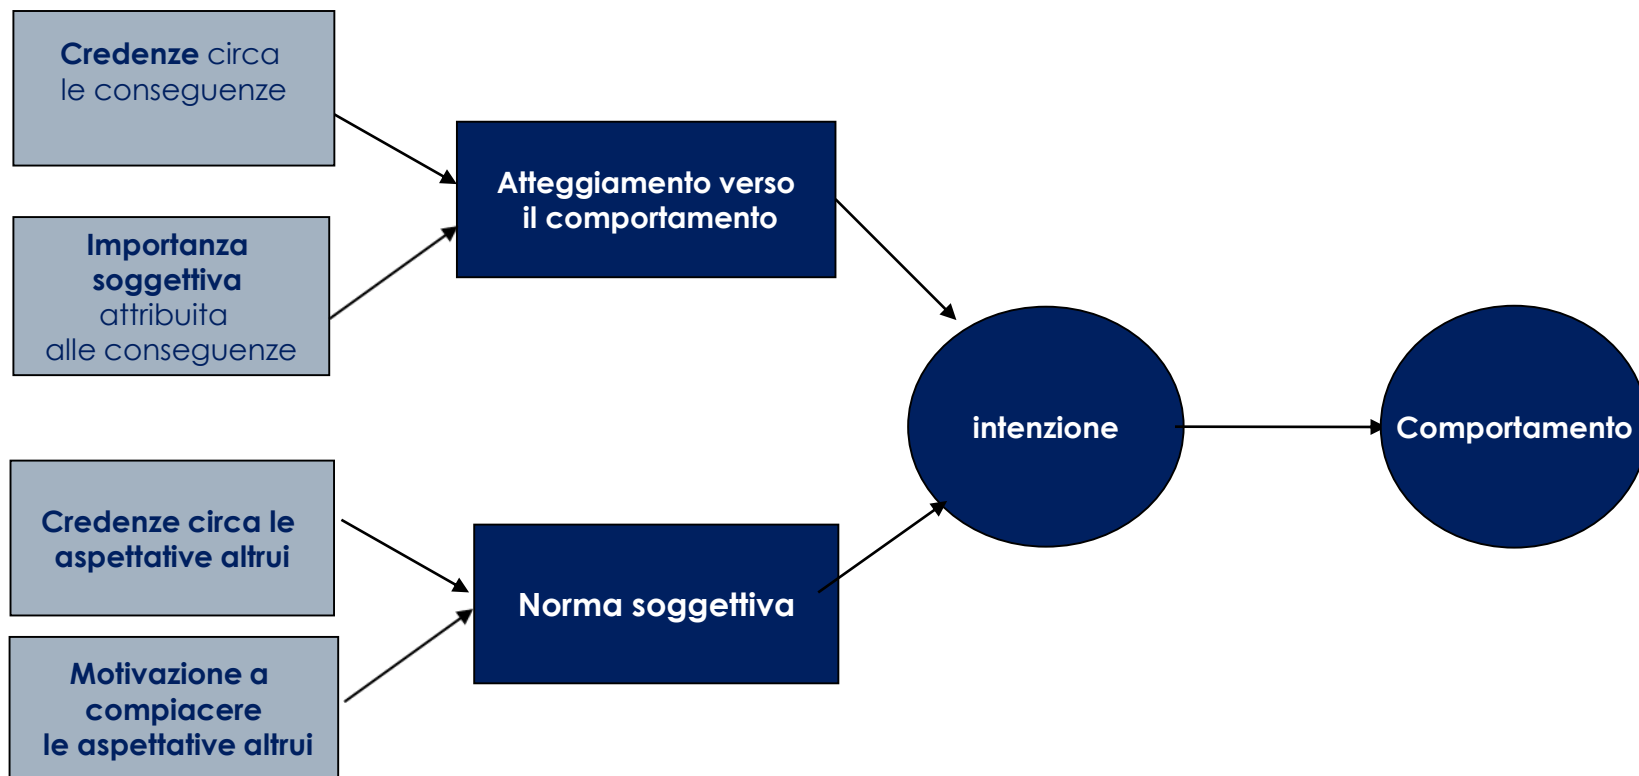 Credenze circa
le conseguenze
Importanza
soggettiva
attribuita
alle conseguenze
Atteggiamento verso
il comportamento
Credenze circa le
aspettative altrui
Motivazione a
compiacere
le aspettative altrui
Norma soggettiva
intenzione
Comportamento